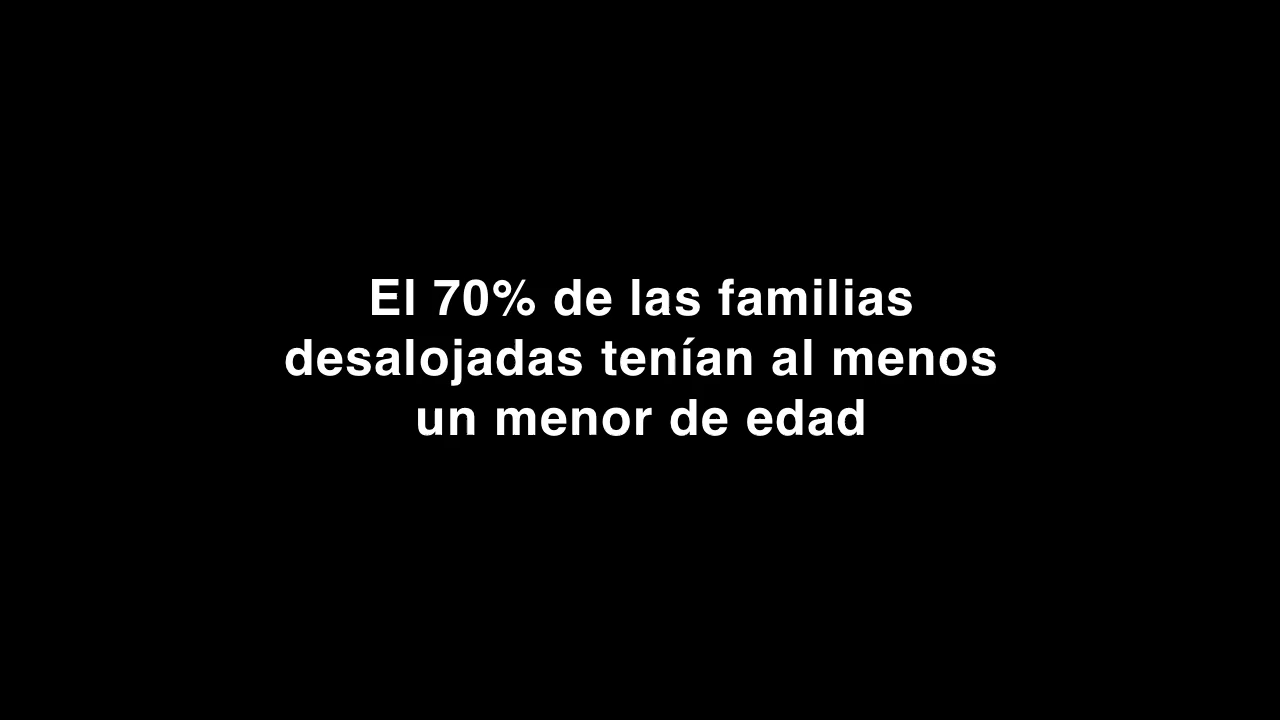 El 70% de las familias
desalojadas tenían al menos
un menor de edad